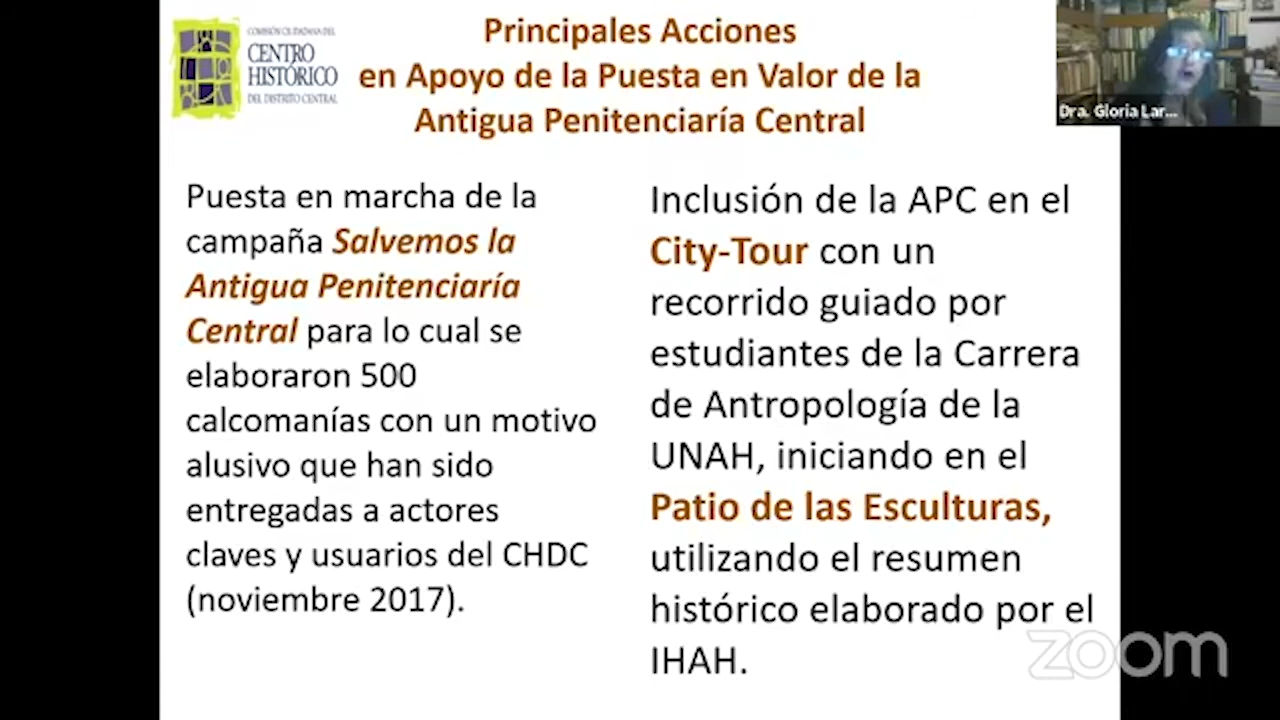 COMISIÓN CIUDADANA DEL
CENTRO
HISTÓRICO
DEL DISTRITO CENTRAL
Principales Acciones
en Apoyo de la Puesta en Valor de la
Antigua Penitenciaría Central
Dra. Gloria Lar...
Puesta en marcha de la
campaña Salvemos la
Antigua Penitenciaría
Central para lo cual se
elaboraron 500
calcomanías con un motivo
alusivo que han sido
entregadas a actores
claves y usuarios del CHDC
(noviembre 2017).
Inclusión de la APC en el
City-Tour con un
recorrido guiado por
estudiantes de la Carrera
de Antropología de la
UNAH, iniciando en el
Patio de las Esculturas,
utilizando el resumen
histórico elaborado por el
IHAH.
zoom